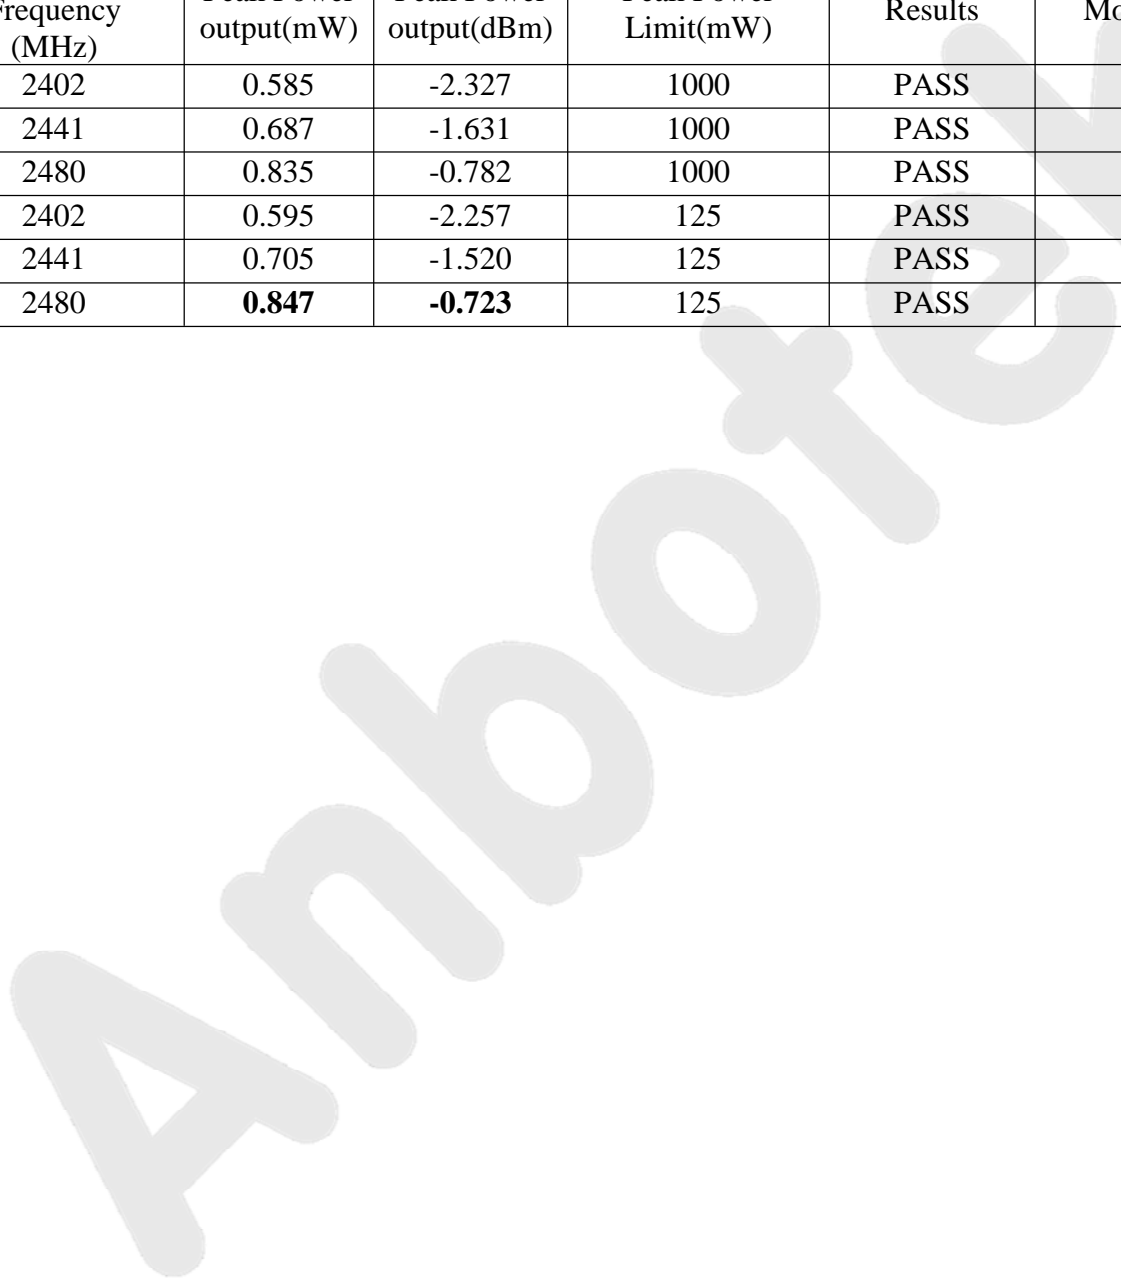 requency
(MHz)
output(mW)
output(dBm)
Limit(mW)
Results
Mo
2402 0.585 -2.327 1000 PASS
2441 0.687 -1.631 1000 PASS
2480 0.835 -0.782 1000 PASS
2402 0.595 -2.257 125 PASS
2441 0.705 -1.520 125 PASS
2480 0.847 -0.723 125 PASS
Anbotek